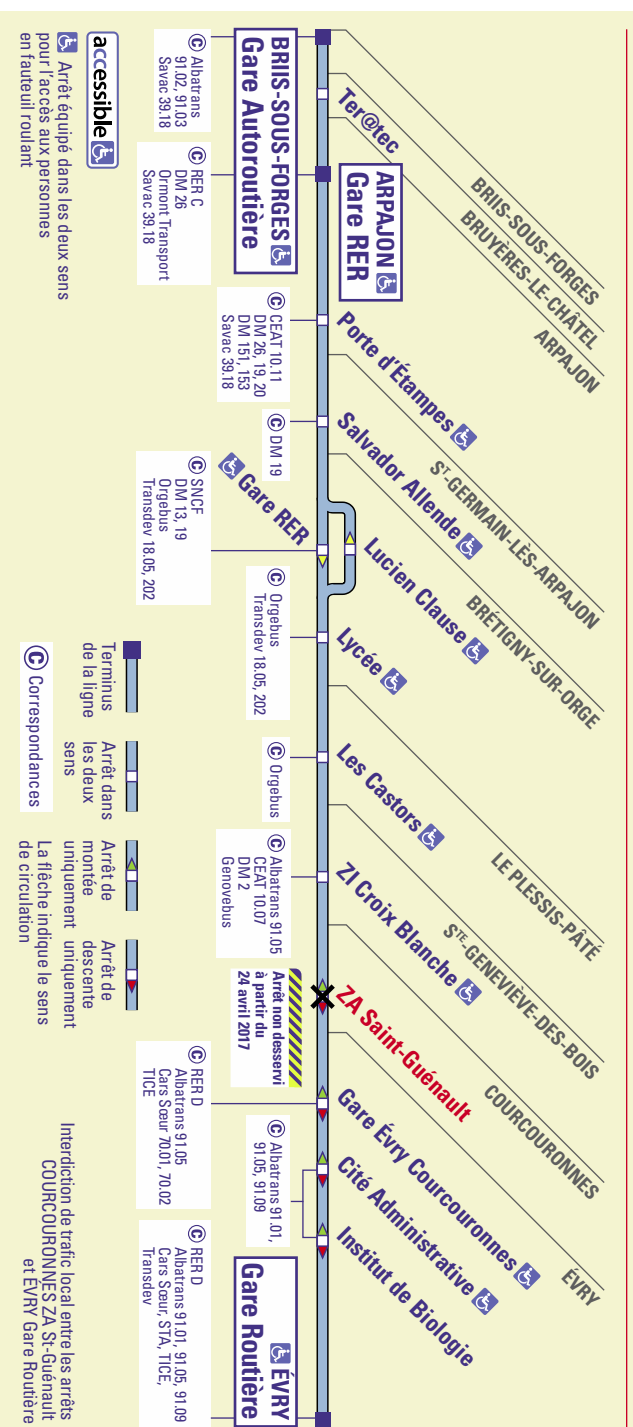 BRIIS-SOUS-FORGES
BRUYÈRES-LE-CHÂTEL
ARPAJON
ST-GERMAIN-LÈS-ARPAJON
BRÉTIGNY-SUR-ORGE
LE PLESSIS-PÂTÉ
STE-GENEVIÈVE-DES-BOIS
COURCOURONNES
ÉVRY
BRIIS-SOUS-FORGES
Gare Autoroutière
Ter@tec
ARPAJON
Gare RER
Porte d'Étampes
Salvador Allende
Gare RER
Lucien Clause
Lycée
Les Castors
ZI Croix Blanche
ZA Saint-Guénault
Gare Évry Courcouronnes
Cité Administrative
Institut de Biologie
ÉVRY
Gare Routière
C Albatrans
91.02, 91.03
Savac 39.18
C RER C
DM 26
Ormont Transport
Savac 39.18
C CEAT 10.11
DM 26, 19, 20
DM 151, 153
Savac 39.18
C DM 19
C SNCF
DM 13, 19
Orgebus
Transdev 18.05, 202
C Orgebus
Transdev 18.05, 202
C Orgebus
C Albatrans 91.05
CEAT 10.07
DM 2
Genovebus
Arrêt non desservi
à partir du
24 avril 2017
C RER D
Albatrans 91.05
Cars Sœur 70.01, 70.02
TICE
C Albatrans 91.01,
91.05, 91.09
C RER D
Albatrans 91.01, 91.05, 91.09
Cars Sœur, STA, TICE,
Transdev
accessible
Arrêt équipé dans les deux sens
pour l'accès aux personnes
en fauteuil roulant
Terminus
de la ligne
Arrêt dans
les deux
sens
Arrêt de
montée
uniquement
Arrêt de
descente
uniquement
La flèche indique le sens
de circulation
C Correspondances
Interdiction de trafic local entre les arrêts
COURCOURONNES ZA St-Guénault
et ÉVRY Gare Routière